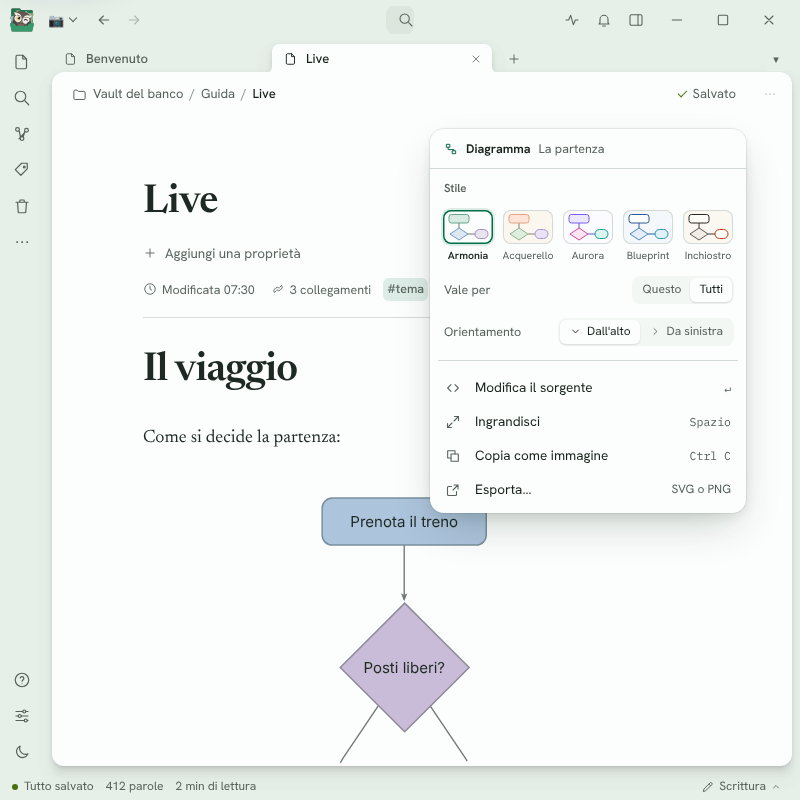 Benvenuto
Live
Vault del banco / Guida / Live
Salvato
Diagramma La partenza
Stile
Armonia Acquerello Aurora Blueprint Inchiostro
Vale per Questo Tutti
Orientamento Dall'alto Da sinistra
Modifica il sorgente ↵
Ingrandisci Spazio
Copia come immagine Ctrl C
Esporta... SVG o PNG
Live
Aggiungi una proprietà
Modificata 07:30 3 collegamenti #tema
Il viaggio
Come si decide la partenza:
Prenota il treno
Posti liberi?
Tutto salvato 412 parole 2 min di lettura
Scrittura